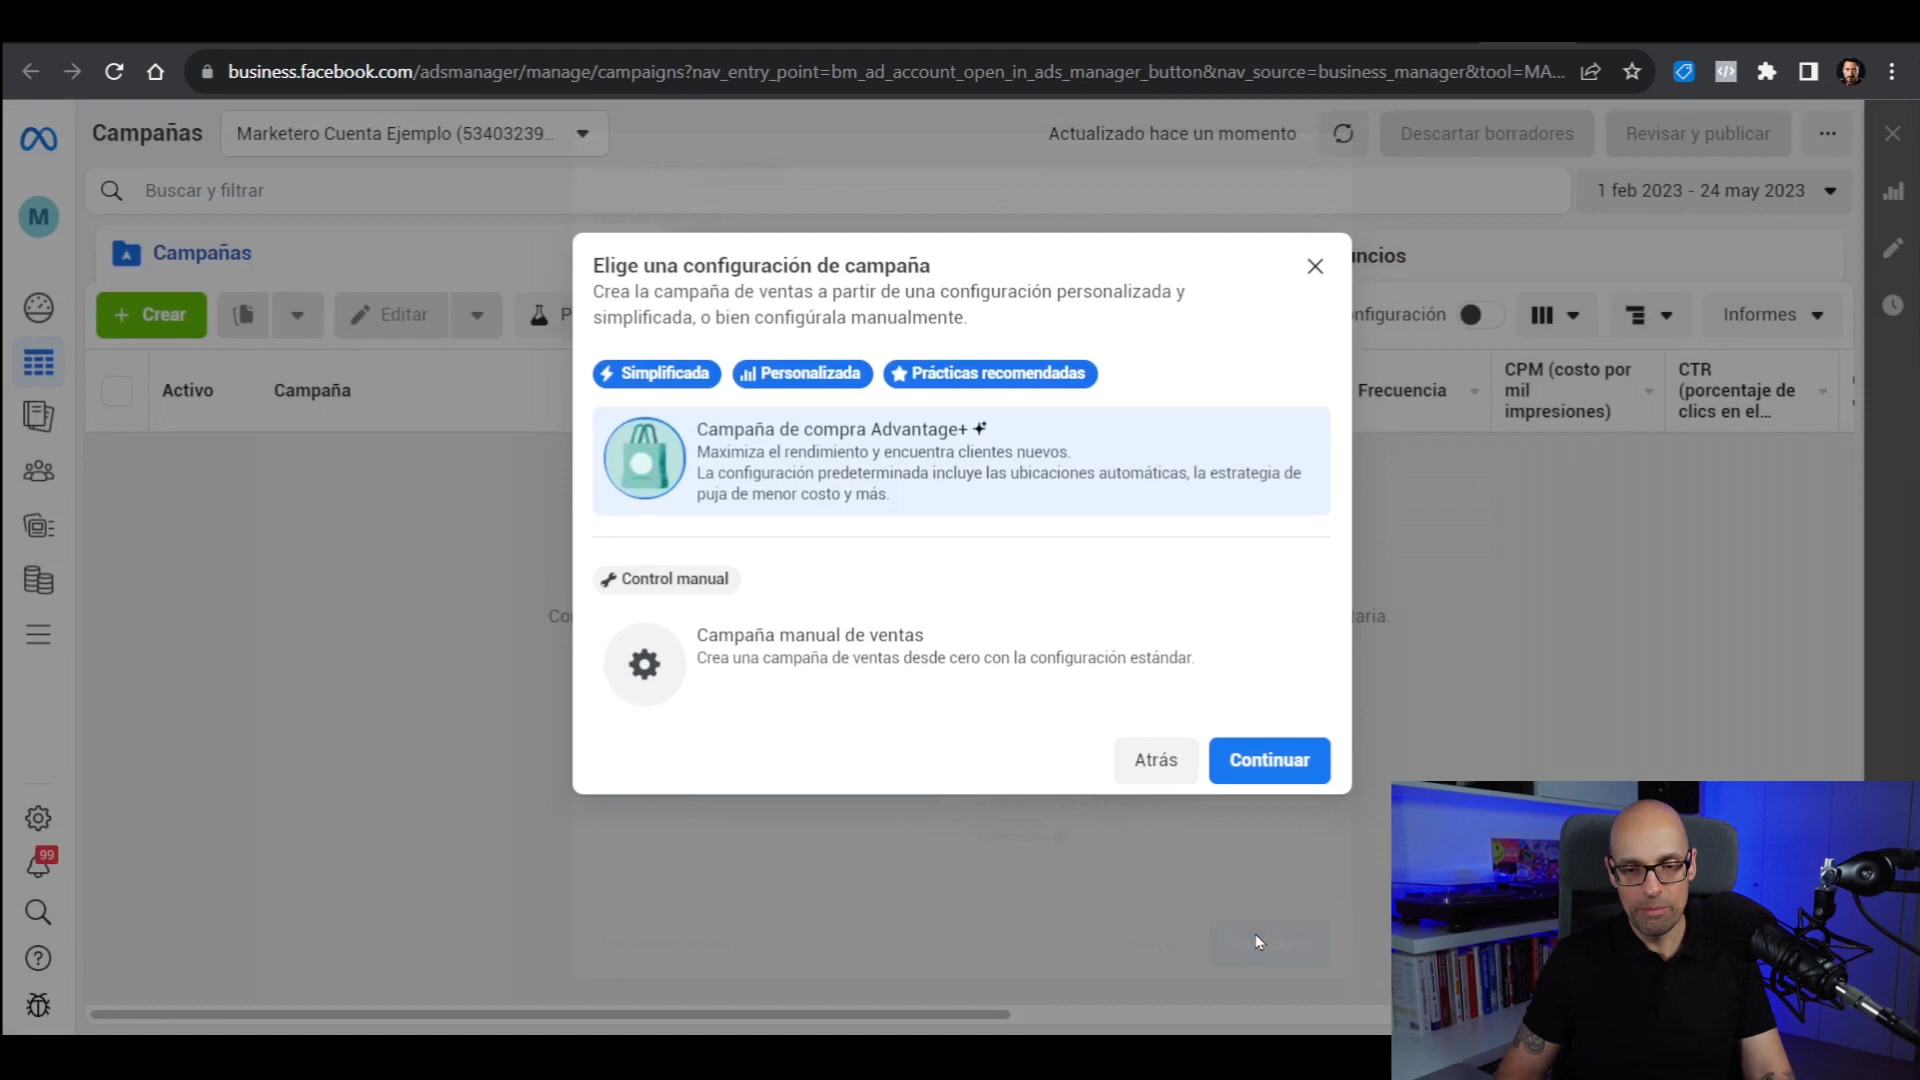 business.facebook.com/adsmanager/manage/campaigns?nav_entry_point=bm_ad_account_open_in_ads_manager_button&nav_source=business_manager&tool=MA...
Campañas
Marketero Cuenta Ejemplo (53403239...
Actualizado hace un momento
Descartar borradores
Revisar y publicar
M
Buscar y filtrar
1 feb 2023 - 24 may 2023
Campañas
uncios
+ Crear
Editar
P
nfiguración
Informes
Activo
Campaña
Frecuencia
CPM (costo por
mil
impresiones)
CTR
(porcentaje de
clics en el...
Co
taria.
Elige una configuración de campaña
Crea la campaña de ventas a partir de una configuración personalizada y
simplificada, o bien configúrala manualmente.
Simplificada
Personalizada
Prácticas recomendadas
Campaña de compra Advantage+
Maximiza el rendimiento y encuentra clientes nuevos.
La configuración predeterminada incluye las ubicaciones automáticas, la estrategia de
puja de menor costo y más.
Control manual
Campaña manual de ventas
Crea una campaña de ventas desde cero con la configuración estándar.
Atrás
Continuar
99